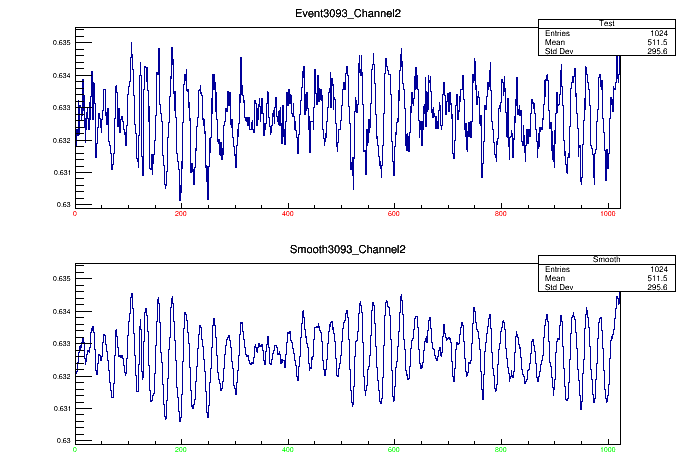 Event3093_Channel2
Test
Entries 1024
Mean 511.5
Std Dev 295.6
0.635
0.634
0.633
0.632
0.631
0.63
0 200 400 600 800 1000
Smooth3093_Channel2
Smooth
Entries 1024
Mean 511.5
Std Dev 295.6
0.635
0.634
0.633
0.632
0.631
0.63
0 200 400 600 800 1000